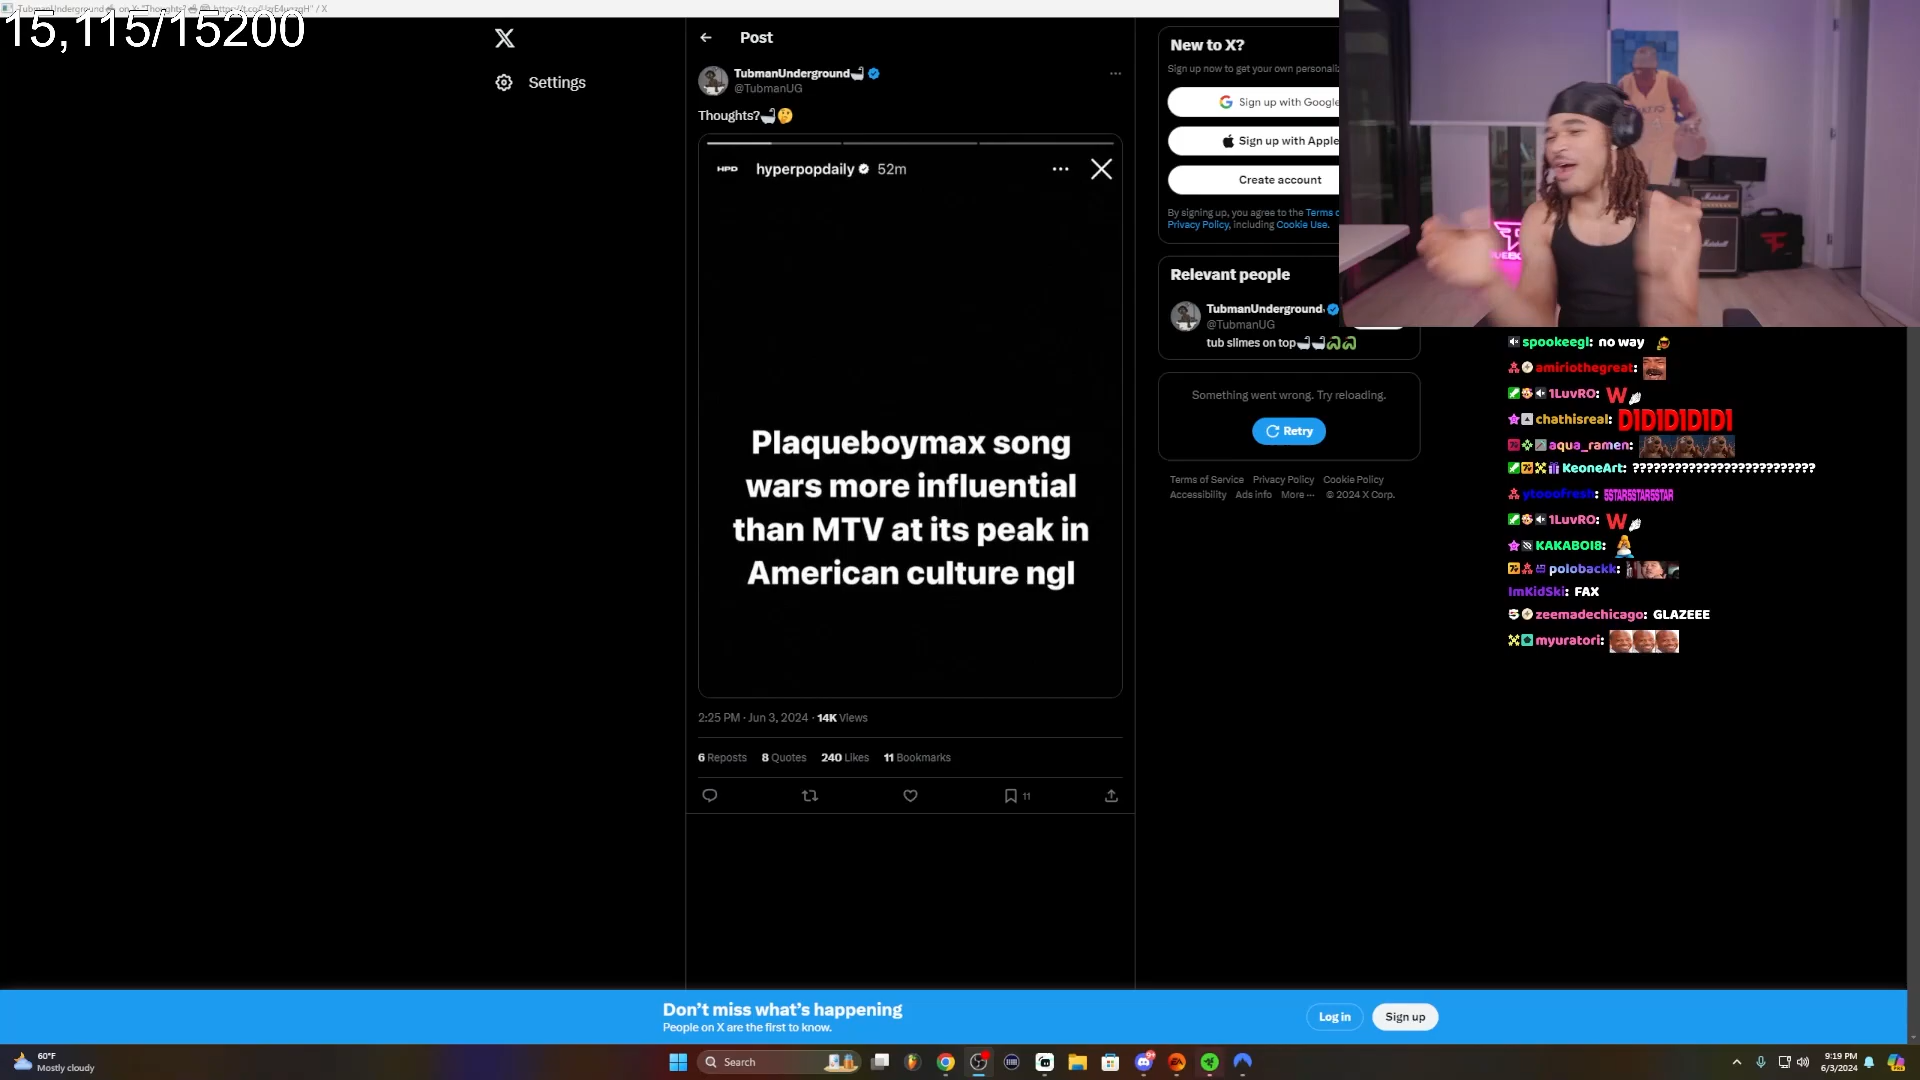 15,115/15200
Settings
Post
TubmanUnderground
@TubmanUG
Thoughts?
HPD hyperpopdaily 52m
Plaqueboymax song
wars more influential
than MTV at its peak in
American culture ngl
2:25 PM · Jun 3, 2024 · 14K Views
6 Reposts 8 Quotes 240 Likes 11 Bookmarks
11
New to X?
Sign up now to get your own personaliz
Sign up with Google
Sign up with Apple
Create account
By signing up, you agree to the Terms o
Privacy Policy, including Cookie Use.
Relevant people
TubmanUnderground
@TubmanUG
tub slimes on top
Something went wrong. Try reloading.
Retry
Terms of Service Privacy Policy Cookie Policy
Accessibility Ads info More ··· © 2024 X Corp.
Marshall
Marshall
spookeegl: no way
amiriothegreat:
1LuvRO: W
chathisreal: DIDIDIDIDI
aqua_ramen:
KeoneArt: ??????????????????????????
ytooofresh: 5STAR5STAR5STAR
1LuvRO: W
KAKABOI8:
polobackk:
ImKidSki: FAX
zeemadechicago: GLAZEEE
myuratori:
Don't miss what's happening
People on X are the first to know.
Log in
Sign up
60°F
Mostly cloudy
Search
9:19 PM
6/3/2024